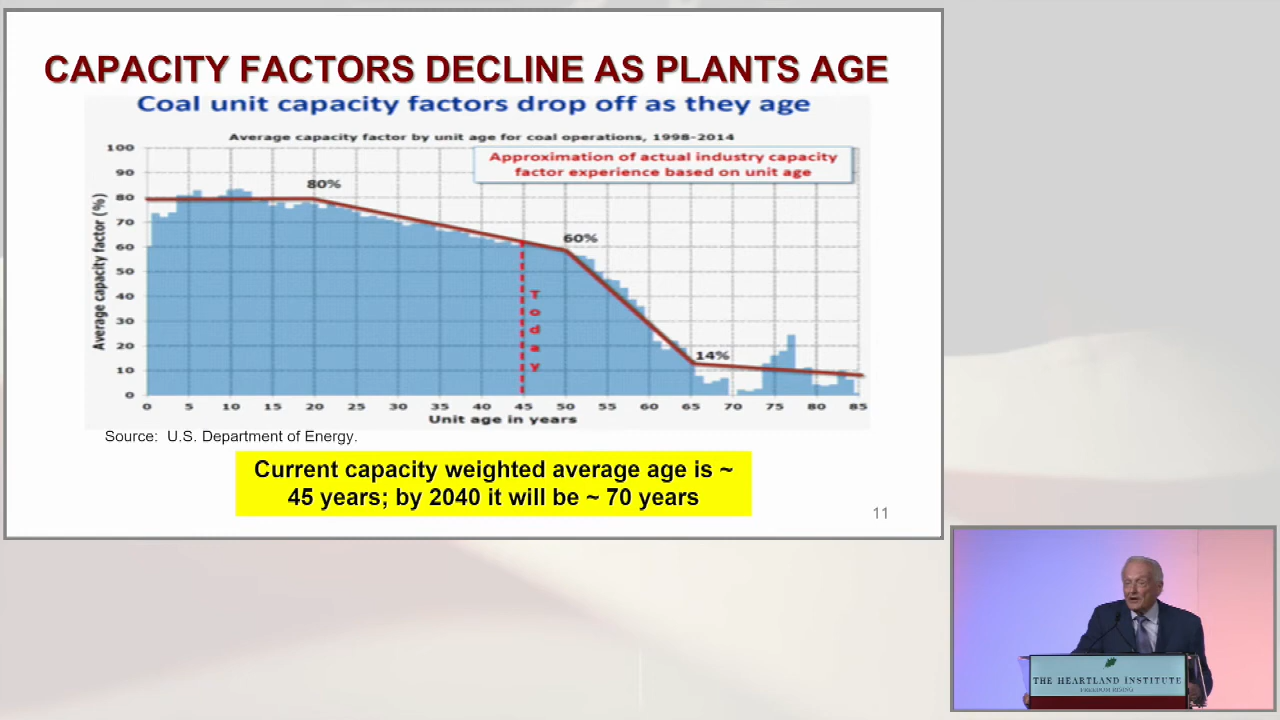 CAPACITY FACTORS DECLINE AS PLANTS AGE
Coal unit capacity factors drop off as they age
Average capacity factor by unit age for coal operations, 1998-2014
Approximation of actual industry capacity
factor experience based on unit age
Average capacity factor (%)
100
90
80
70
60
50
40
30
20
10
0
80%
60%
14%
Today
0 5 10 15 20 25 30 35 40 45 50 55 60 65 70 75 80 85
Unit age in years
Source: U.S. Department of Energy.
Current capacity weighted average age is ~
45 years; by 2040 it will be ~ 70 years
11
THE HEARTLAND INSTITUTE
FREEDOM RISING